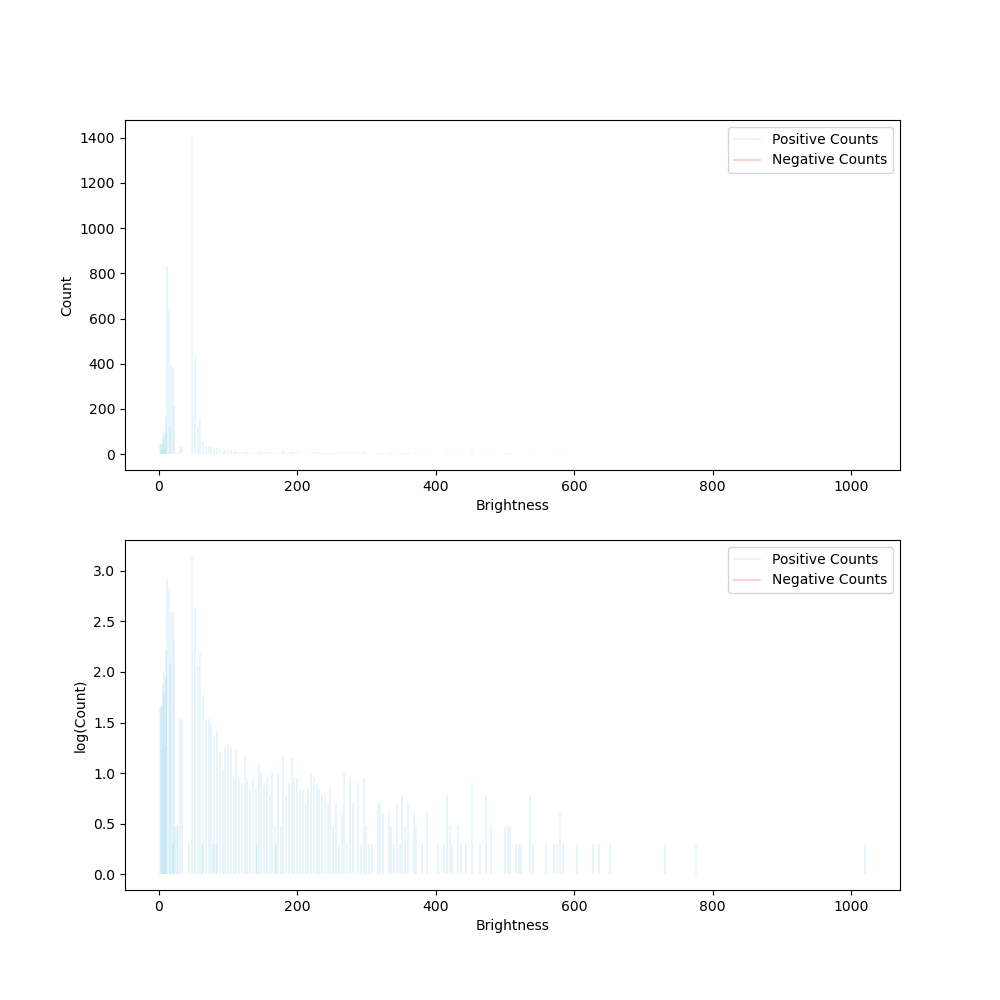 1400
1200
1000
800
600
400
200
0
Count
Positive Counts
Negative Counts
0 200 400 600 800 1000
Brightness
3.0
2.5
2.0
1.5
1.0
0.5
0.0
log(Count)
Positive Counts
Negative Counts
0 200 400 600 800 1000
Brightness